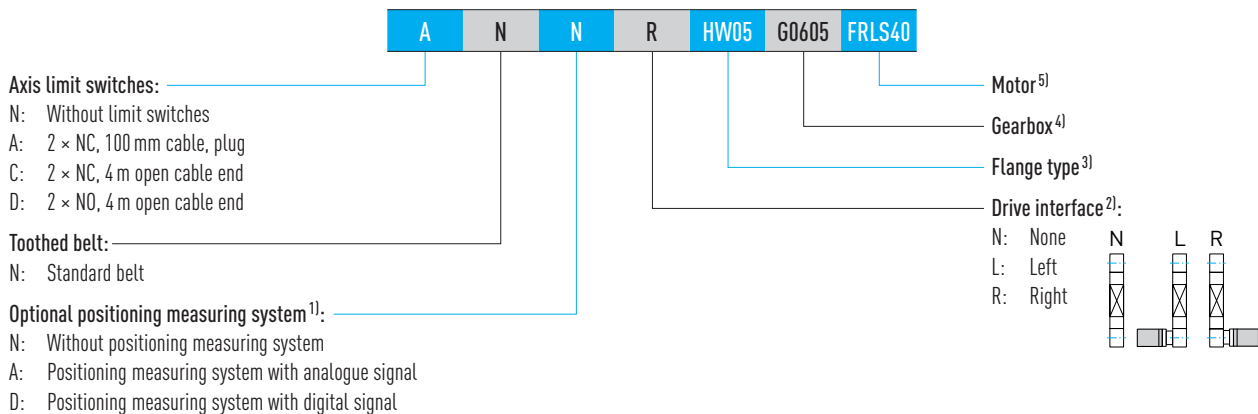 A N N R HW05 G0605 FRLS40
Axis limit switches:
N: Without limit switches
A: 2 × NC, 100 mm cable, plug
C: 2 × NC, 4 m open cable end
D: 2 × NO, 4 m open cable end
Toothed belt:
N: Standard belt
Optional positioning measuring system 1):
N: Without positioning measuring system
A: Positioning measuring system with analogue signal
D: Positioning measuring system with digital signal
Motor 5)
Gearbox 4)
Flange type 3)
Drive interface 2):
N: None
L: Left
R: Right
N L R